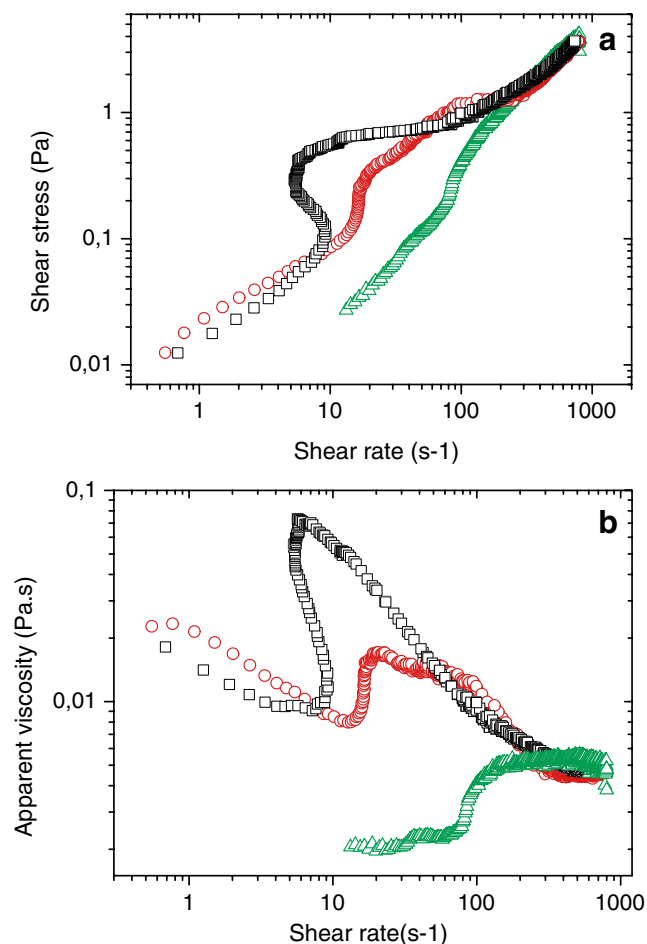 a
1
0,1
0,01
Shear stress (Pa)
1 10 100 1000
Shear rate (s-1)
b
0,1
0,01
Apparent viscosity (Pa.s)
1 10 100 1000
Shear rate(s-1)